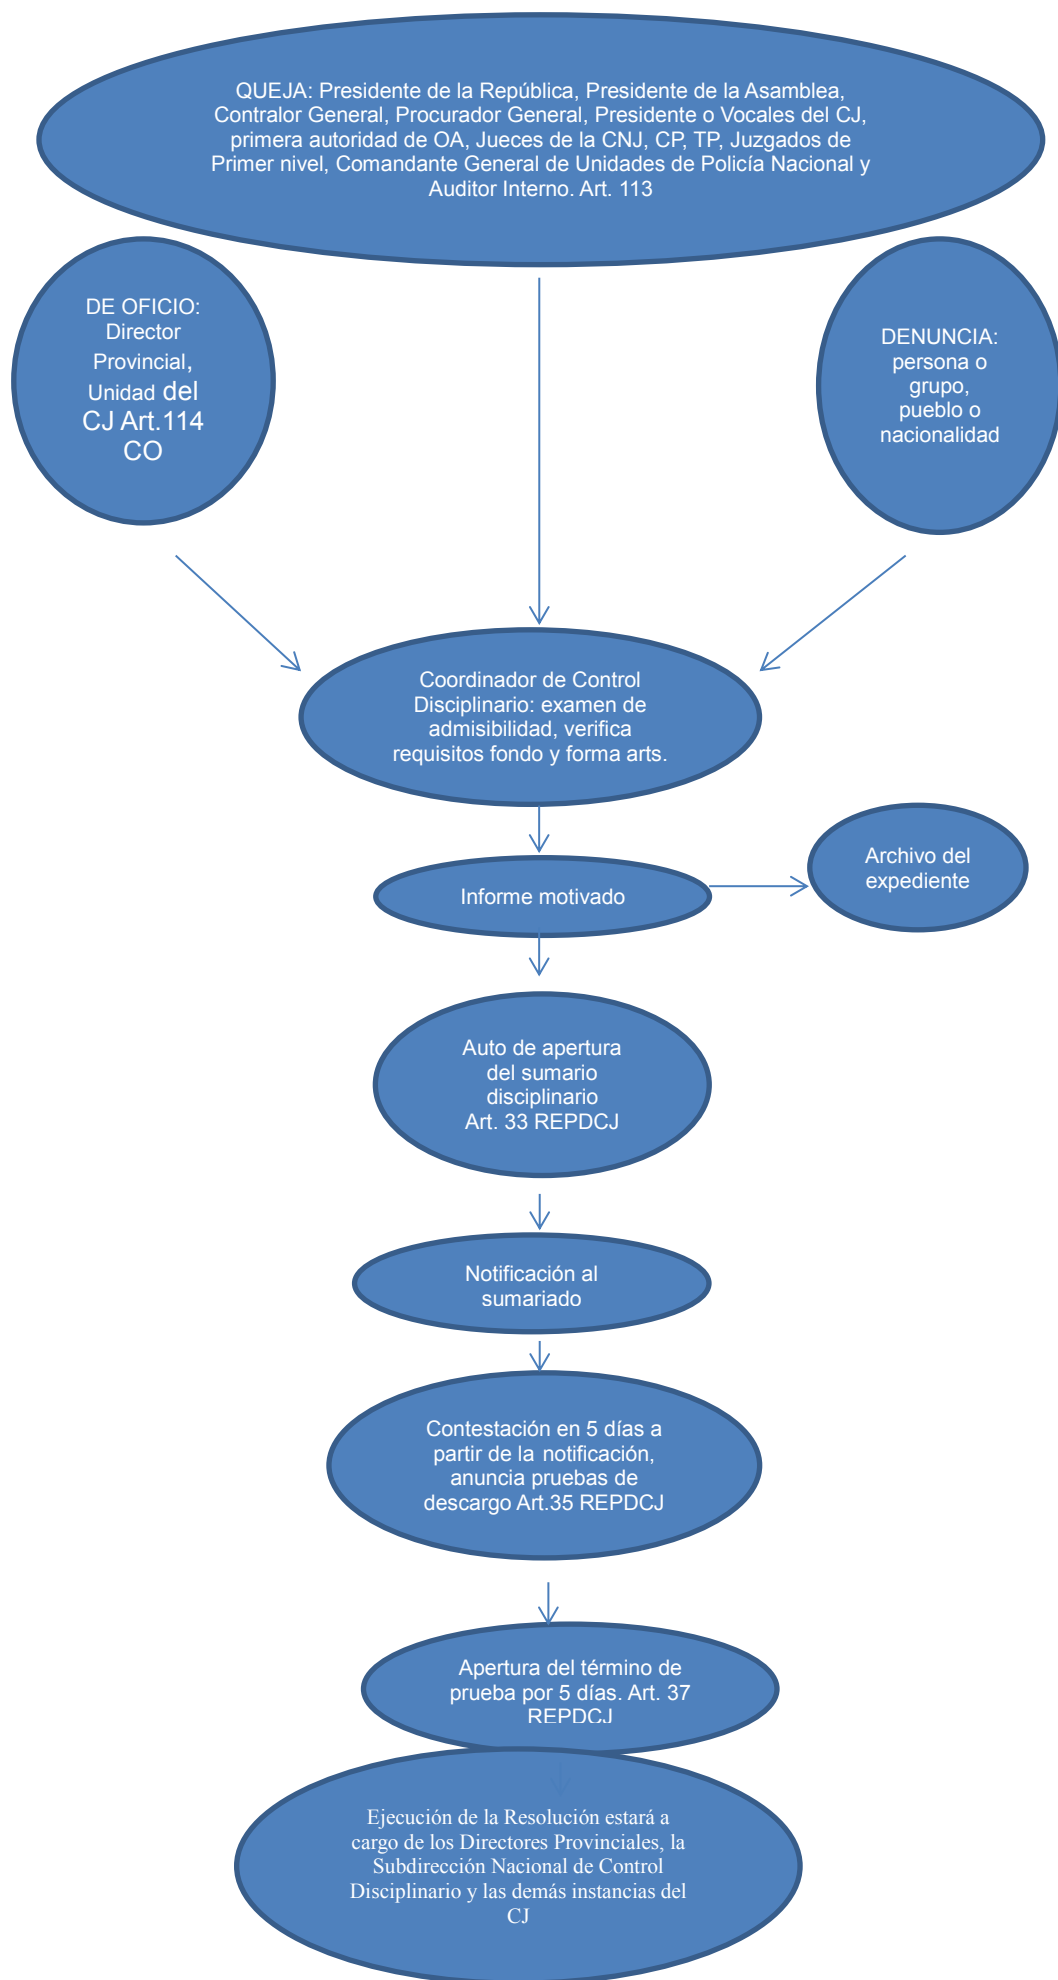 QUEJA: Presidente de la República, Presidente de la Asamblea,
Contralor General, Procurador General, Presidente o Vocales del CJ,
primera autoridad de OA, Jueces de la CNJ, CP, TP, Juzgados de
Primer nivel, Comandante General de Unidades de Policía Nacional y
Auditor Interno. Art. 113
DE OFICIO:
Director
Provincial,
Unidad del
CJ Art.114
CO
DENUNCIA:
persona o
grupo,
pueblo o
nacionalidad
Coordinador de Control
Disciplinario: examen de
admisibilidad, verifica
requisitos fondo y forma arts.
Informe motivado
Archivo del
expediente
Auto de apertura
del sumario
disciplinario
Art. 33 REPDCJ
Notificación al
sumariado
Contestación en 5 días a
partir de la notificación,
anuncia pruebas de
descargo Art.35 REPDCJ
Apertura del término de
prueba por 5 días. Art. 37
REPDCJ
Ejecución de la Resolución estará a
cargo de los Directores Provinciales, la
Subdirección Nacional de Control
Disciplinario y las demás instancias del
CJ